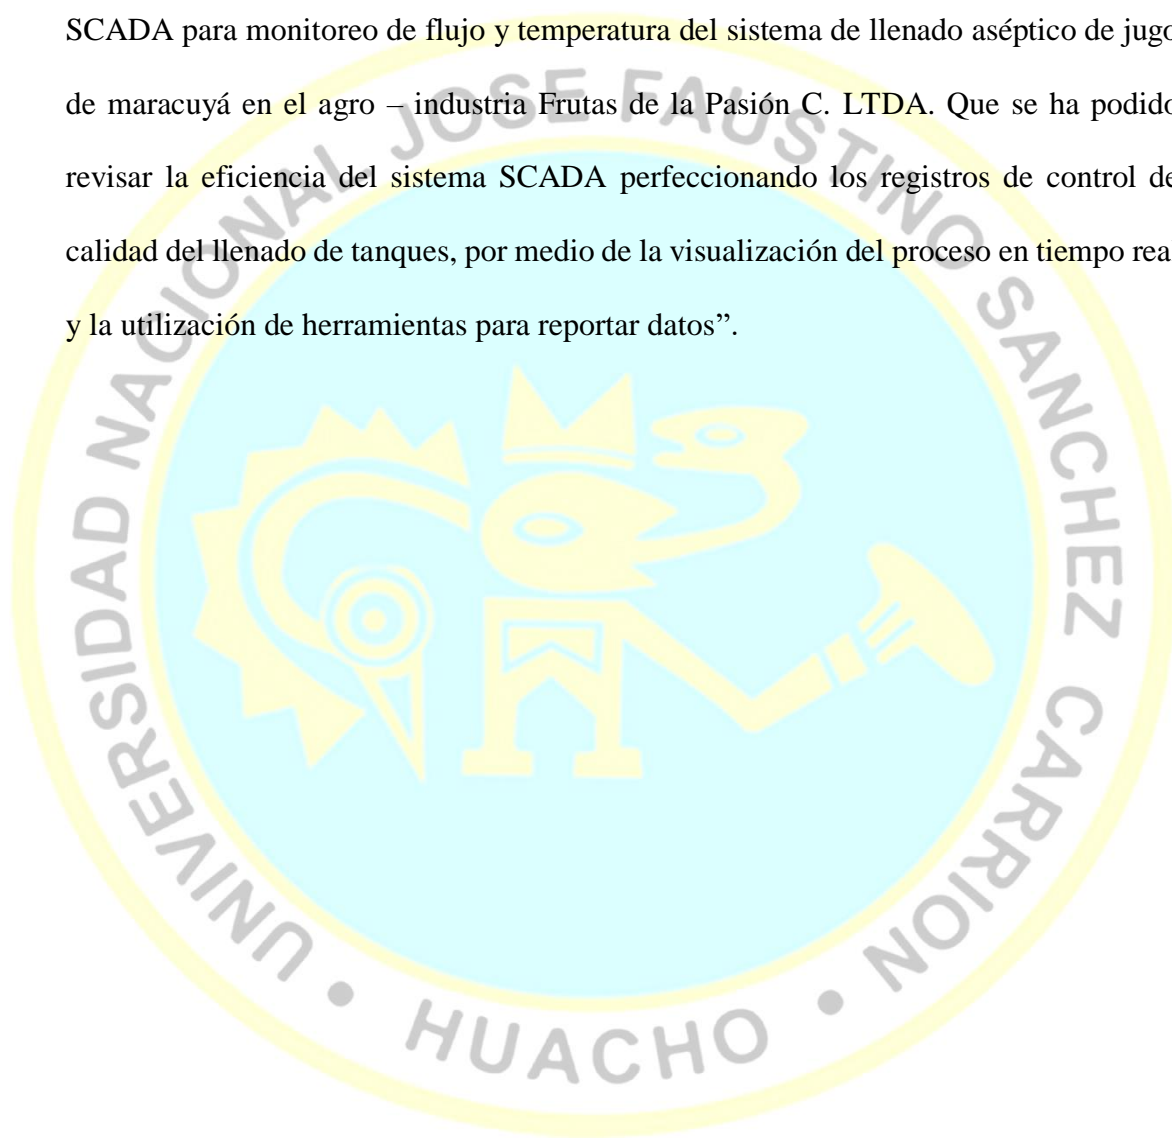 SCADA para monitoreo de flujo y temperatura del sistema de llenado aséptico de jugo
de maracuyá en el agro – industria Frutas de la Pasión C. LTDA. Que se ha podido
revisar la eficiencia del sistema SCADA perfeccionando los registros de control de
calidad del llenado de tanques, por medio de la visualización del proceso en tiempo rea
y la utilización de herramientas para reportar datos”.
UNIVERSIDAD NACIONAL JOSE FAUSTINO SANCHEZ CARRION • HUACHO •